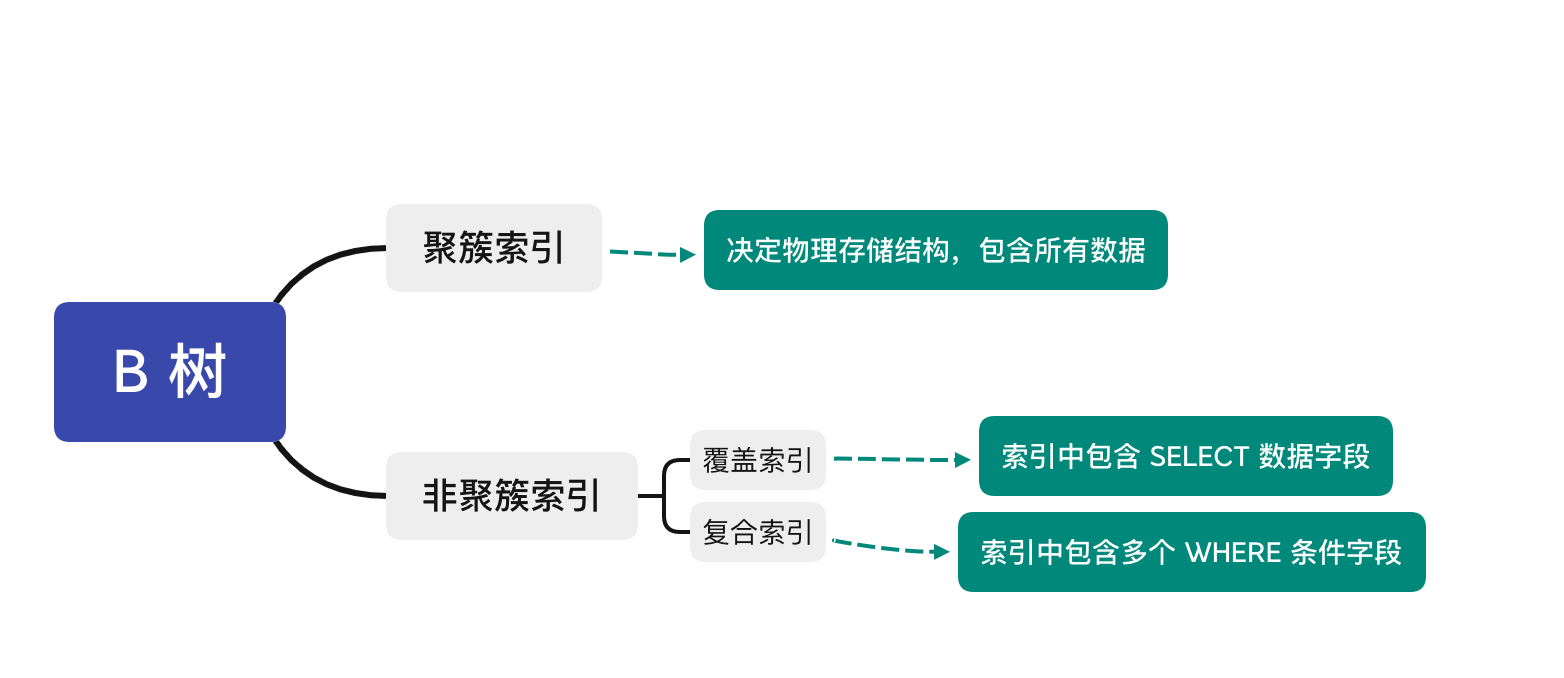 聚簇索引
决定物理存储结构，包含所有数据
B 树
非聚簇索引
覆盖索引
索引中包含 SELECT 数据字段
复合索引
索引中包含多个 WHERE 条件字段